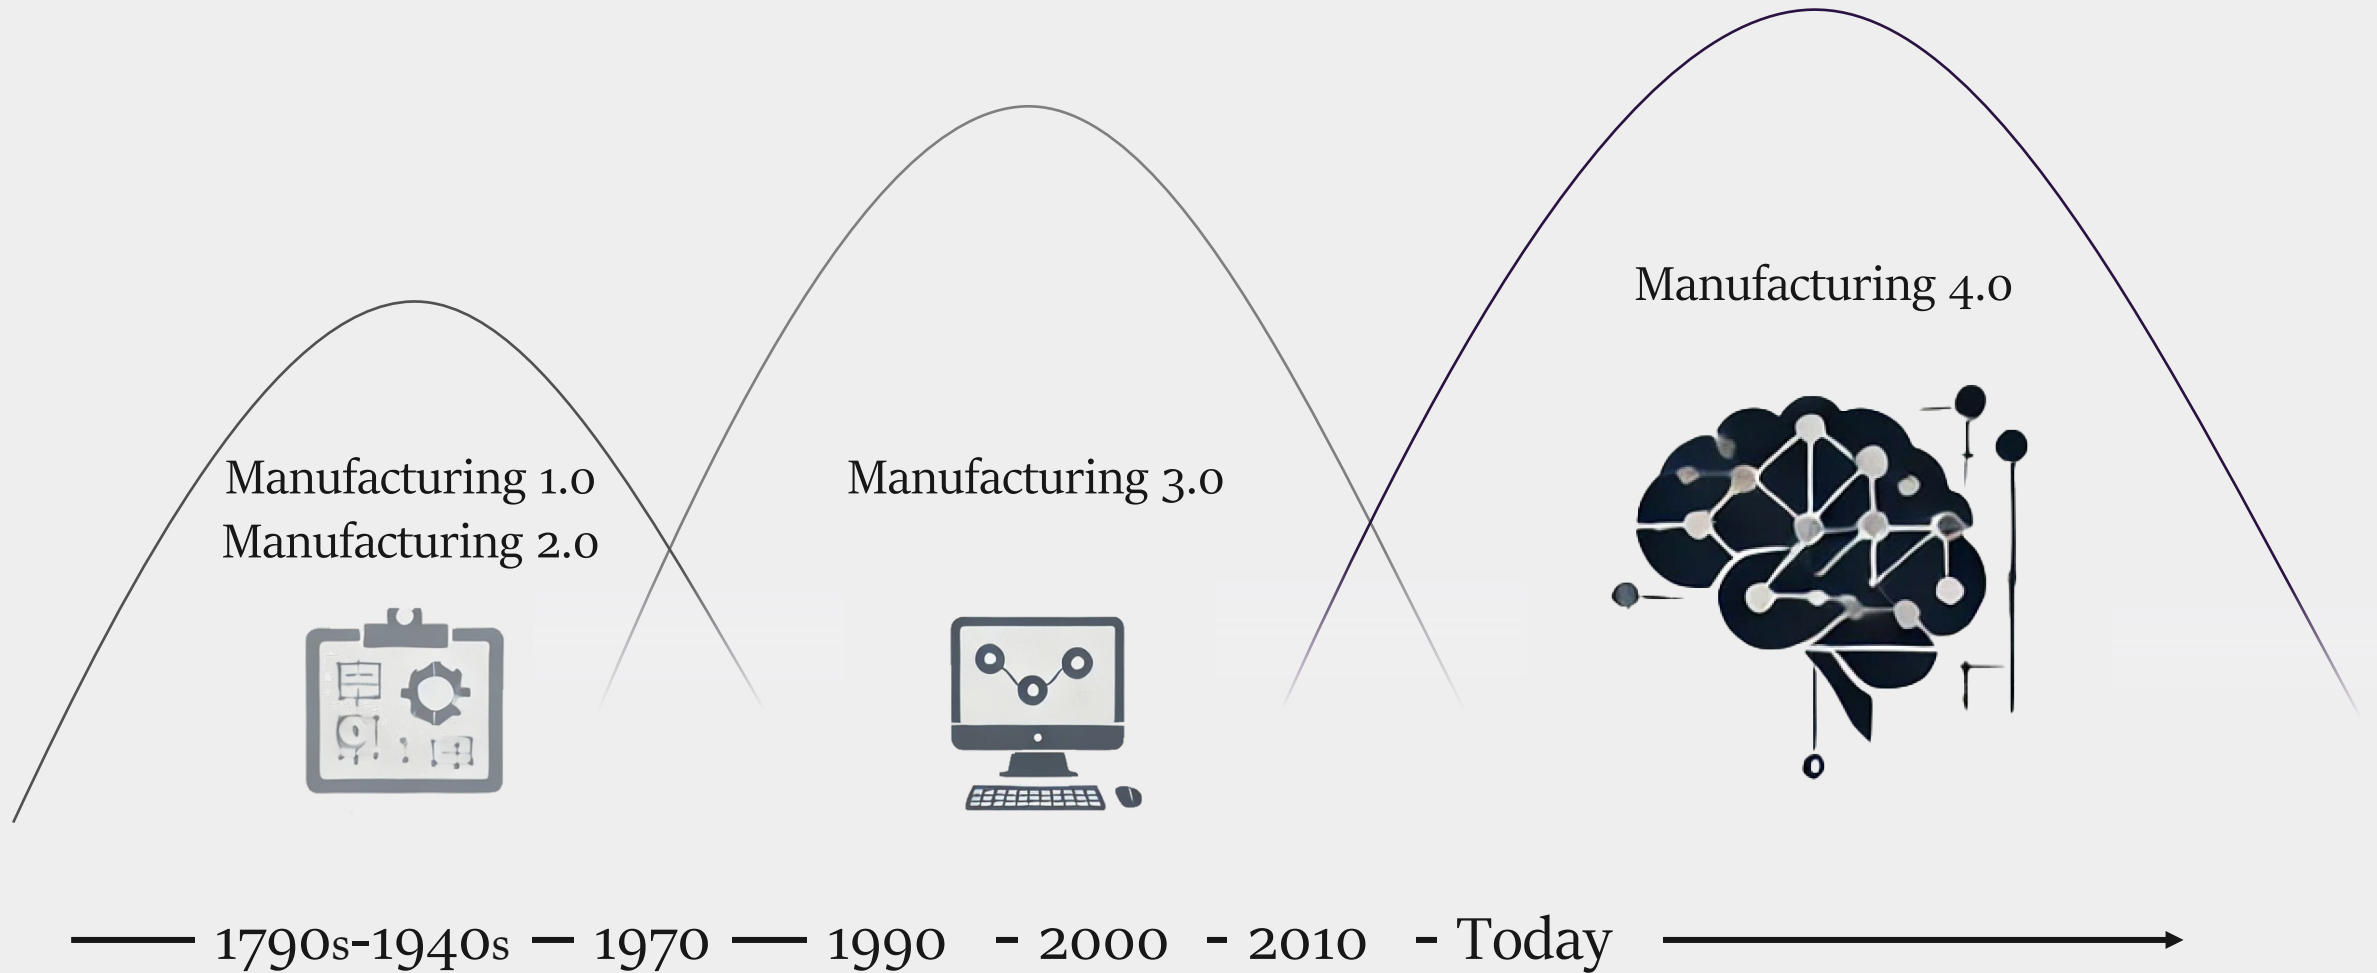 Manufacturing 4.0
Manufacturing 1.0
Manufacturing 2.0
Manufacturing 3.0
1790s-1940s – 1970 — 1990 - 2000 - 2010 - Today